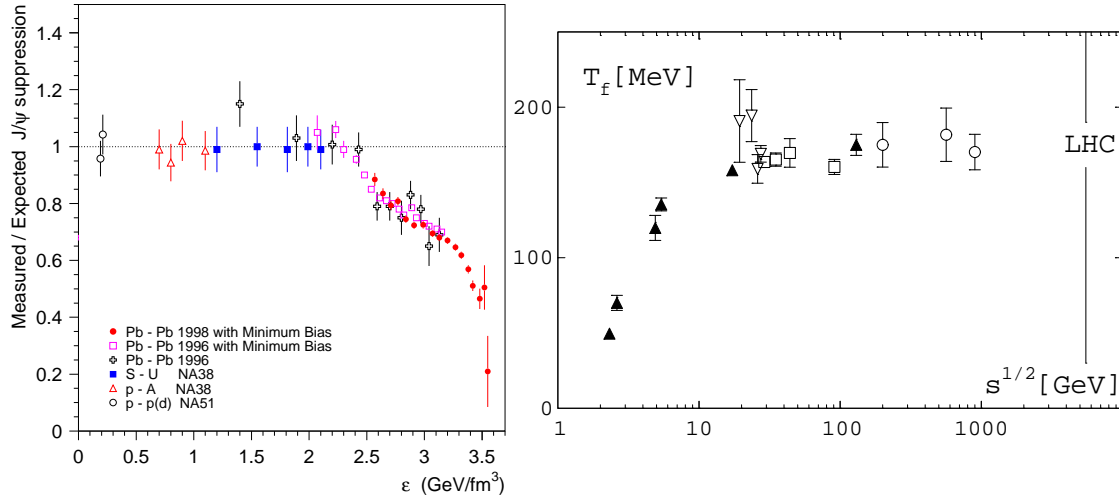 Measured / Expected J/ψ suppression
1.4
1.2
1
0.8
0.6
0.4
0.2
0
Pb - Pb 1998 with Minimum Bias
Pb - Pb 1996 with Minimum Bias
Pb - Pb 1996
S - U NA38
p - A NA38
p - p(d) NA51
0 0.5 1 1.5 2 2.5 3 3.5
ε (GeV/fm³)
T_f[MeV]
200
LHC
100
s^{1/2}[GeV]
0
1 10 100 1000